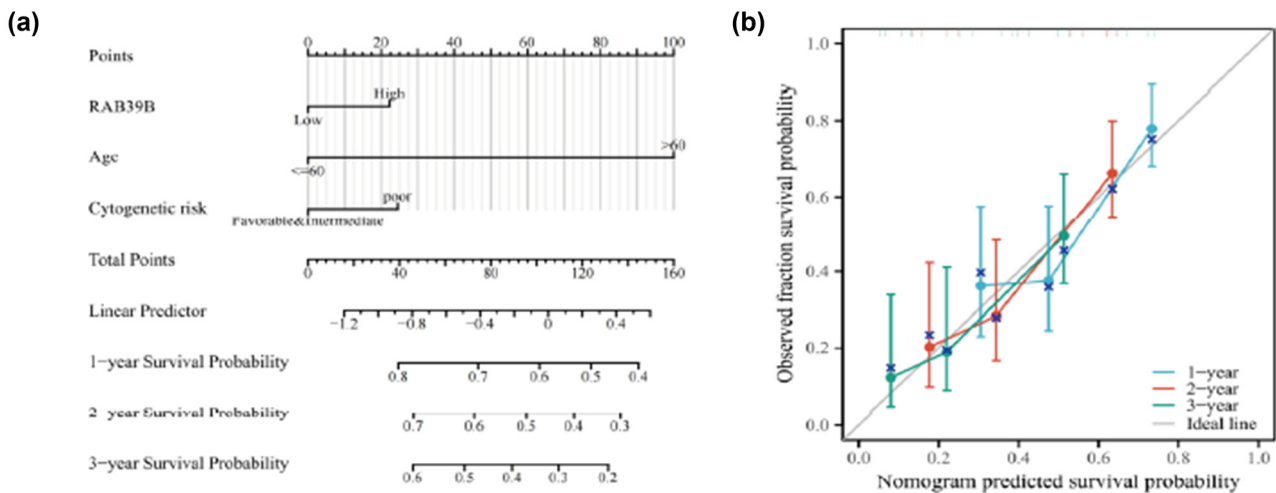 (a)
Points
0 20 40 60 80 100
RAB39B
High
Low
Age
>60
<=60
Cytogenetic risk
poor
Favorable&intermediate
Total Points
0 40 80 120 160
Linear Predictor
−1.2 −0.8 −0.4 0 0.4
1−year Survival Probability
0.8 0.7 0.6 0.5 0.4
2−year Survival Probability
0.7 0.6 0.5 0.4 0.3
3−year Survival Probability
0.6 0.5 0.4 0.3 0.2
(b)
Observed fraction survival probability
1.0
0.8
0.6
0.4
0.2
0.0
1−year
2−year
3−year
Ideal line
0.0 0.2 0.4 0.6 0.8 1.0
Nomogram predicted survival probability